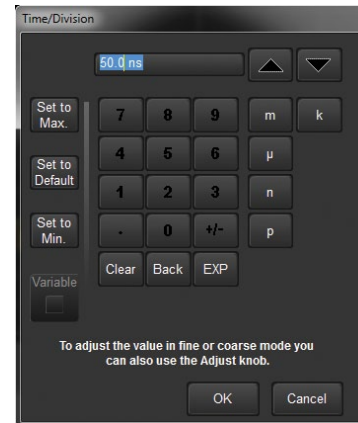 Time/Division
50.0 ns
Set to
Max.
7 8 9 m k
Set to
Default
4 5 6 μ
1 2 3 n
Set to
Min.
. 0 +/- p
Variable
Clear Back EXP
To adjust the value in fine or coarse mode you
can also use the Adjust knob.
OK Cancel